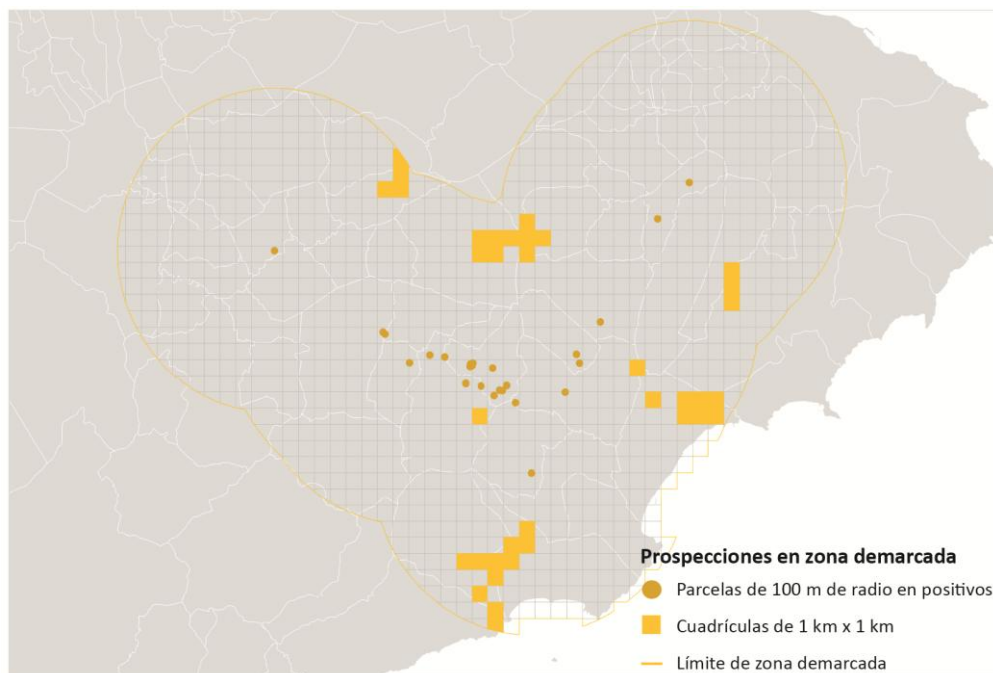 Prospecciones en zona demarcada
Parcelas de 100 m de radio en positivos
Cuadrículas de 1 km x 1 km
Límite de zona demarcada